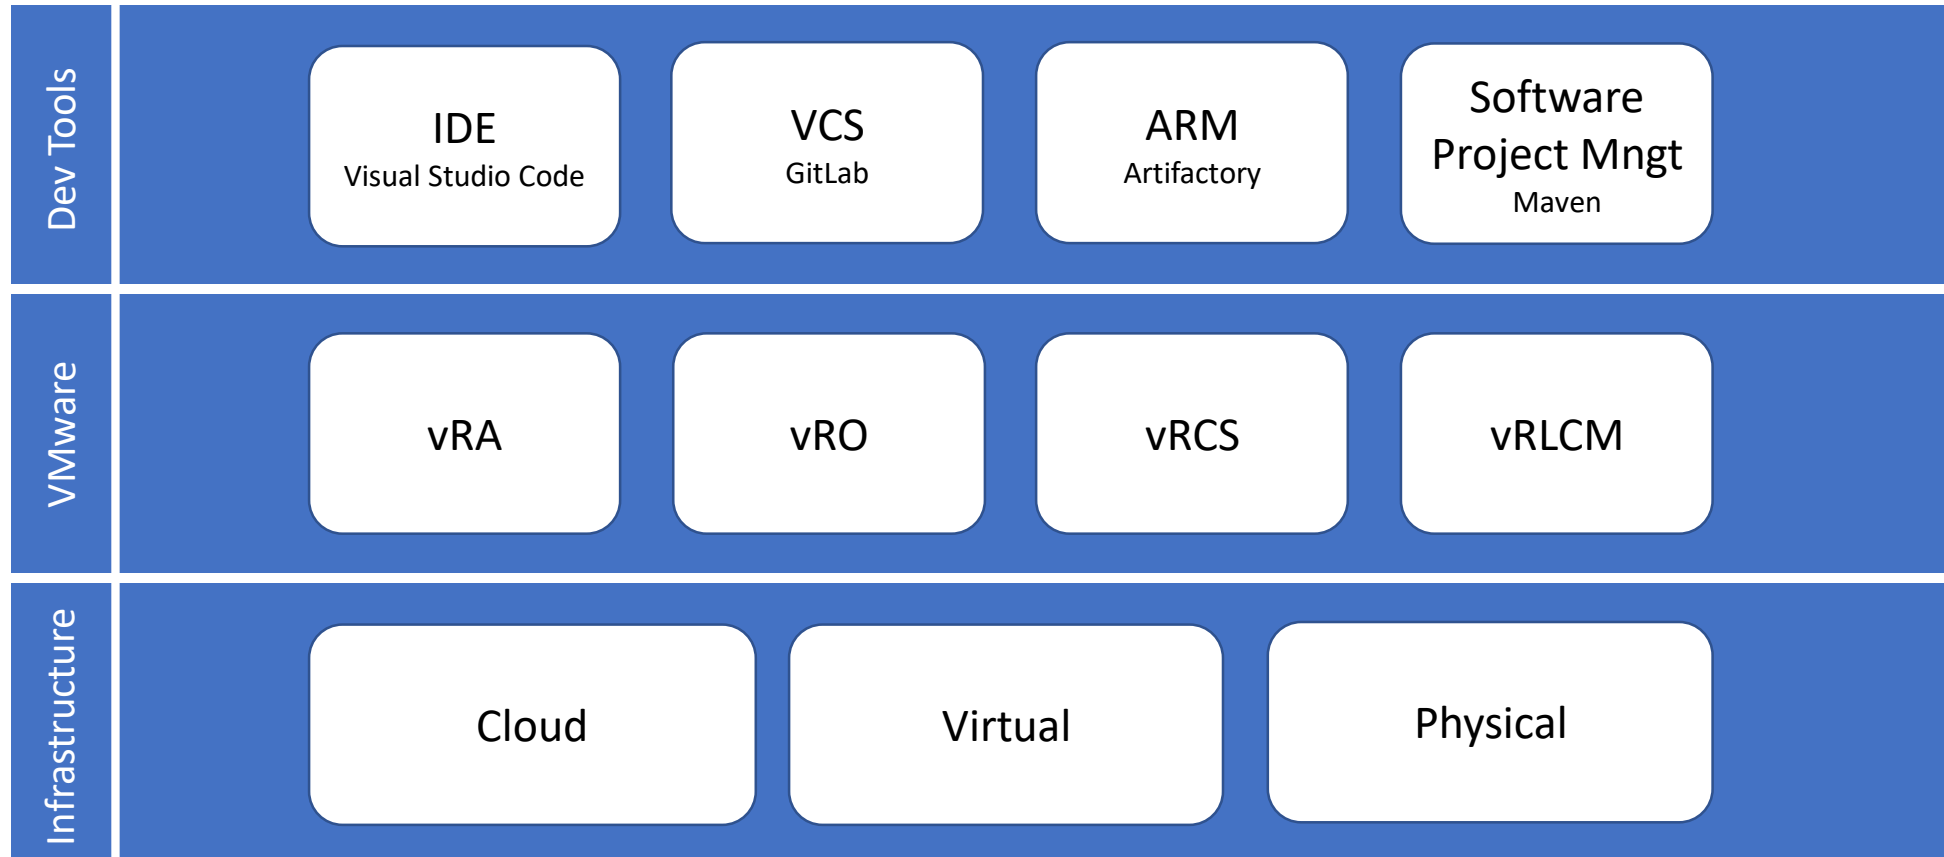 Dev Tools
IDE
Visual Studio Code
VCS
GitLab
ARM
Artifactory
Software
Project Mngt
Maven
VMware
vRA
vRO
vRCS
vRLCM
Infrastructure
Cloud
Virtual
Physical